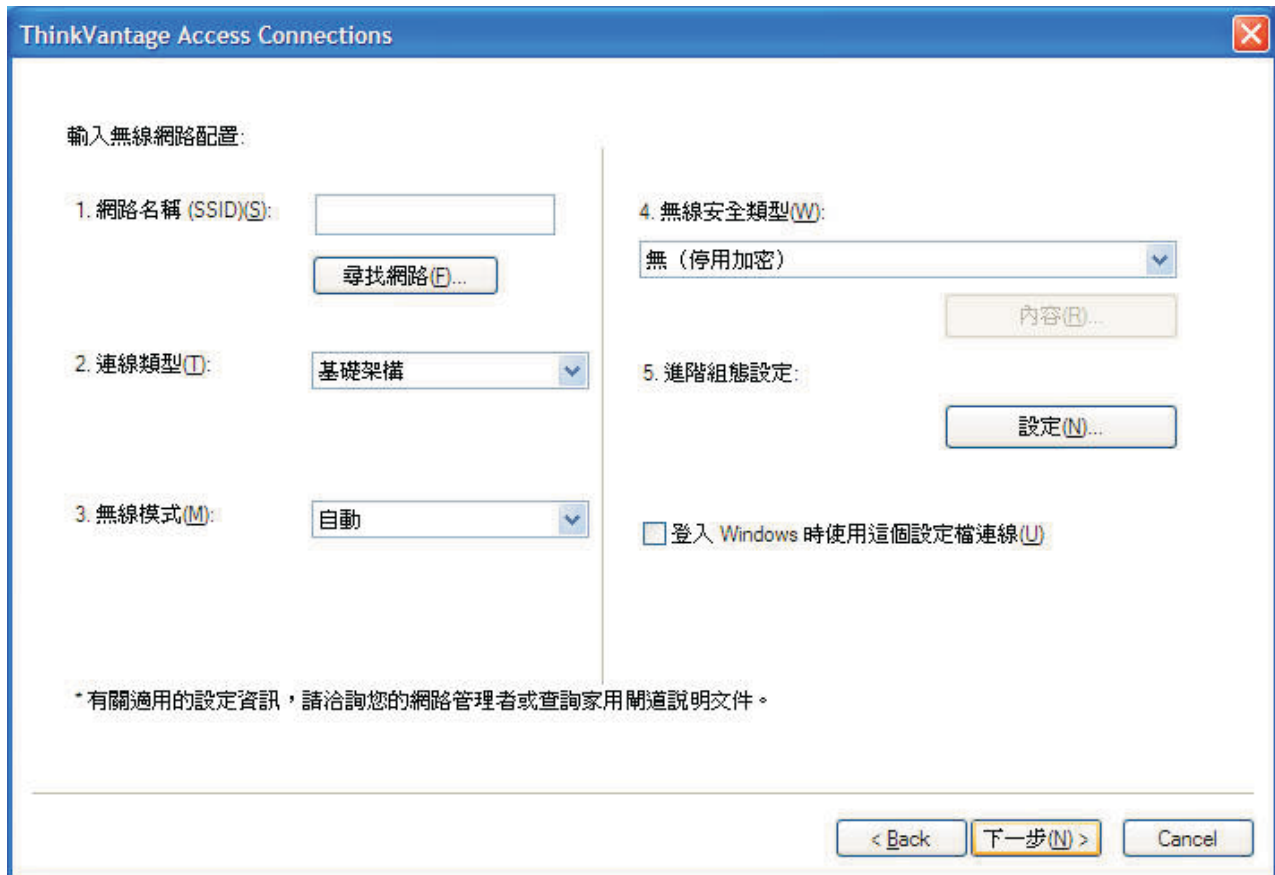 ThinkVantage Access Connections
輸入無線網路配置:
1. 網路名稱 (SSID)(S):
尋找網路(F)...
2. 連線類型(T):
基礎架構
3. 無線模式(M):
自動
4. 無線安全類型(W):
無（停用加密）
內容(R)...
5. 進階組態設定:
設定(N)...
登入 Windows 時使用這個設定檔連線(U)
* 有關適用的設定資訊，請洽詢您的網路管理者或查詢家用閘道說明文件。
< Back
下一步(N) >
Cancel